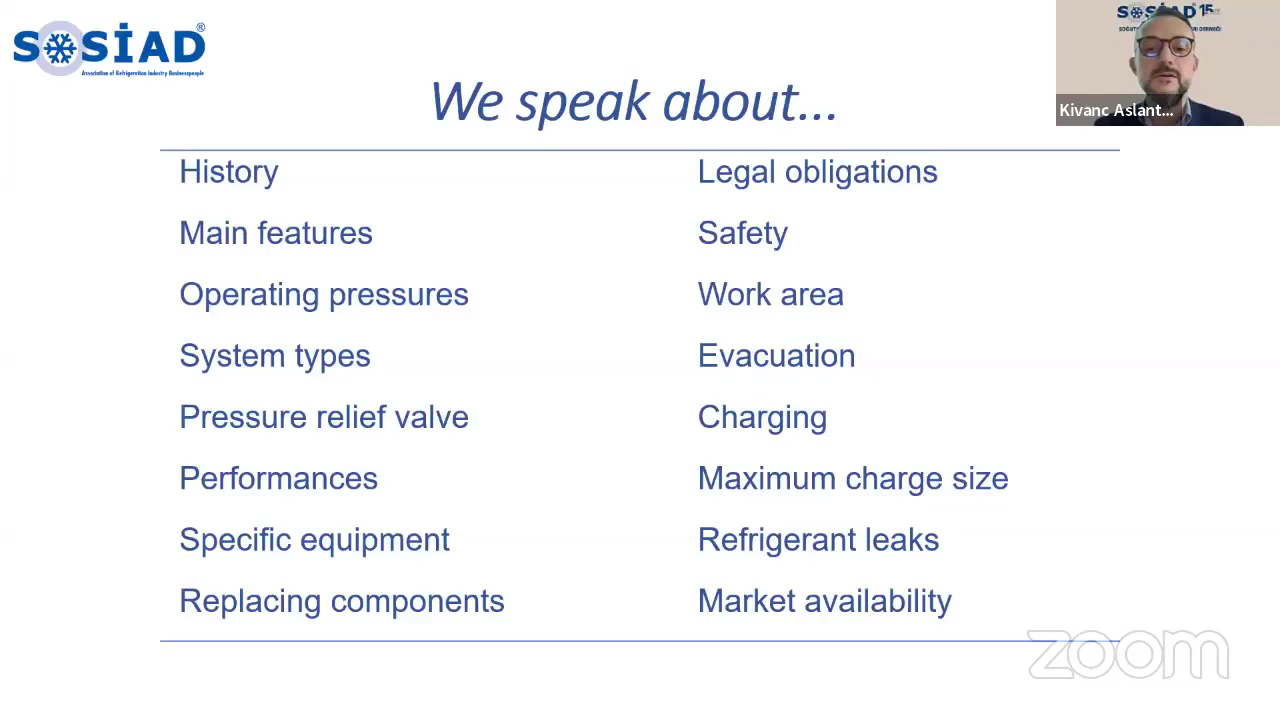 SOSİAD®
Association of Refrigeration Industry Businesspeople
We speak about...
History
Main features
Operating pressures
System types
Pressure relief valve
Performances
Specific equipment
Replacing components
Legal obligations
Safety
Work area
Evacuation
Charging
Maximum charge size
Refrigerant leaks
Market availability
Kivanc Aslant...
zoom